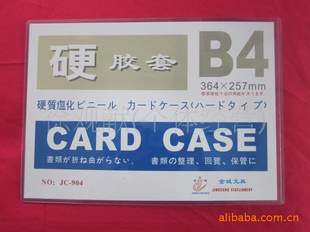 硬 胶套 B4
364×257mm
硬質塩化ビニール カードケース(ハードタイプ)
CARD CASE
書類が折ね曲がらない。 書類の整理、回覧、保管に
NO: JC-904
金城文具
JINCHENG STATIONERY
alibaba.com.cn